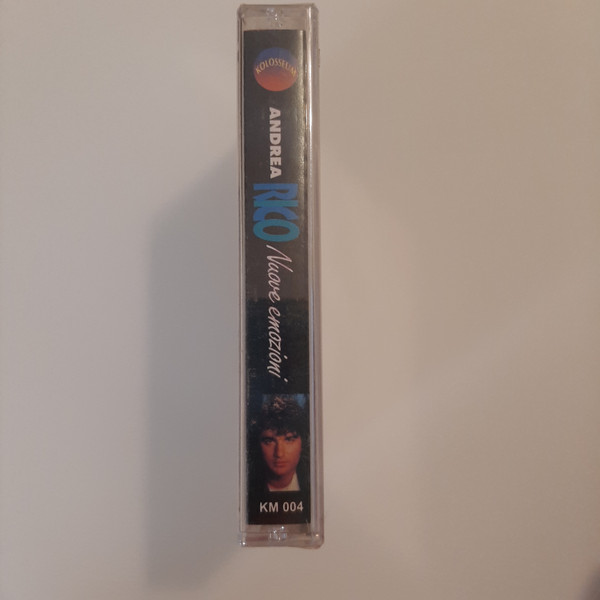 KOLOSSEUM
ANDREA RICO Nuove emozioni
KM 004